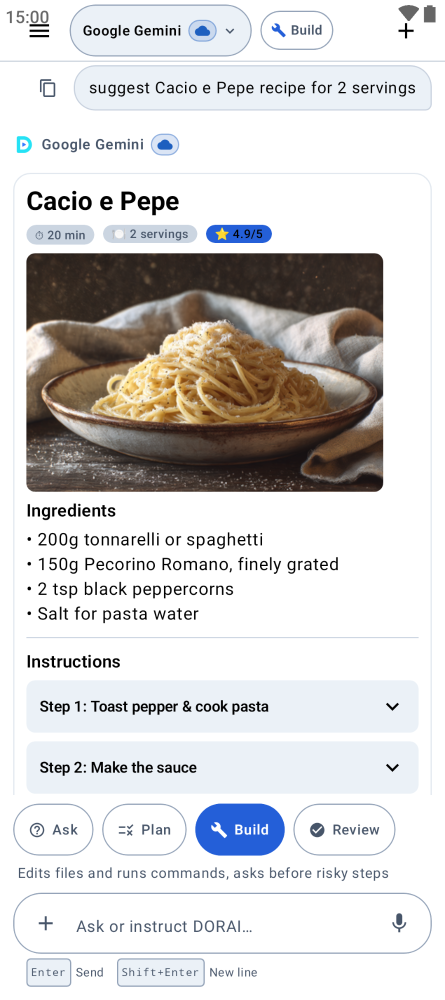 15:00
Google Gemini
Build
suggest Cacio e Pepe recipe for 2 servings
Google Gemini
Cacio e Pepe
⏱ 20 min
🍽️ 2 servings
⭐ 4.9/5
Ingredients
• 200g tonnarelli or spaghetti
• 150g Pecorino Romano, finely grated
• 2 tsp black peppercorns
• Salt for pasta water
Instructions
Step 1: Toast pepper & cook pasta
Step 2: Make the sauce
Ask
Plan
Build
Review
Edits files and runs commands, asks before risky steps
Ask or instruct DORAI…
Enter Send Shift+Enter New line